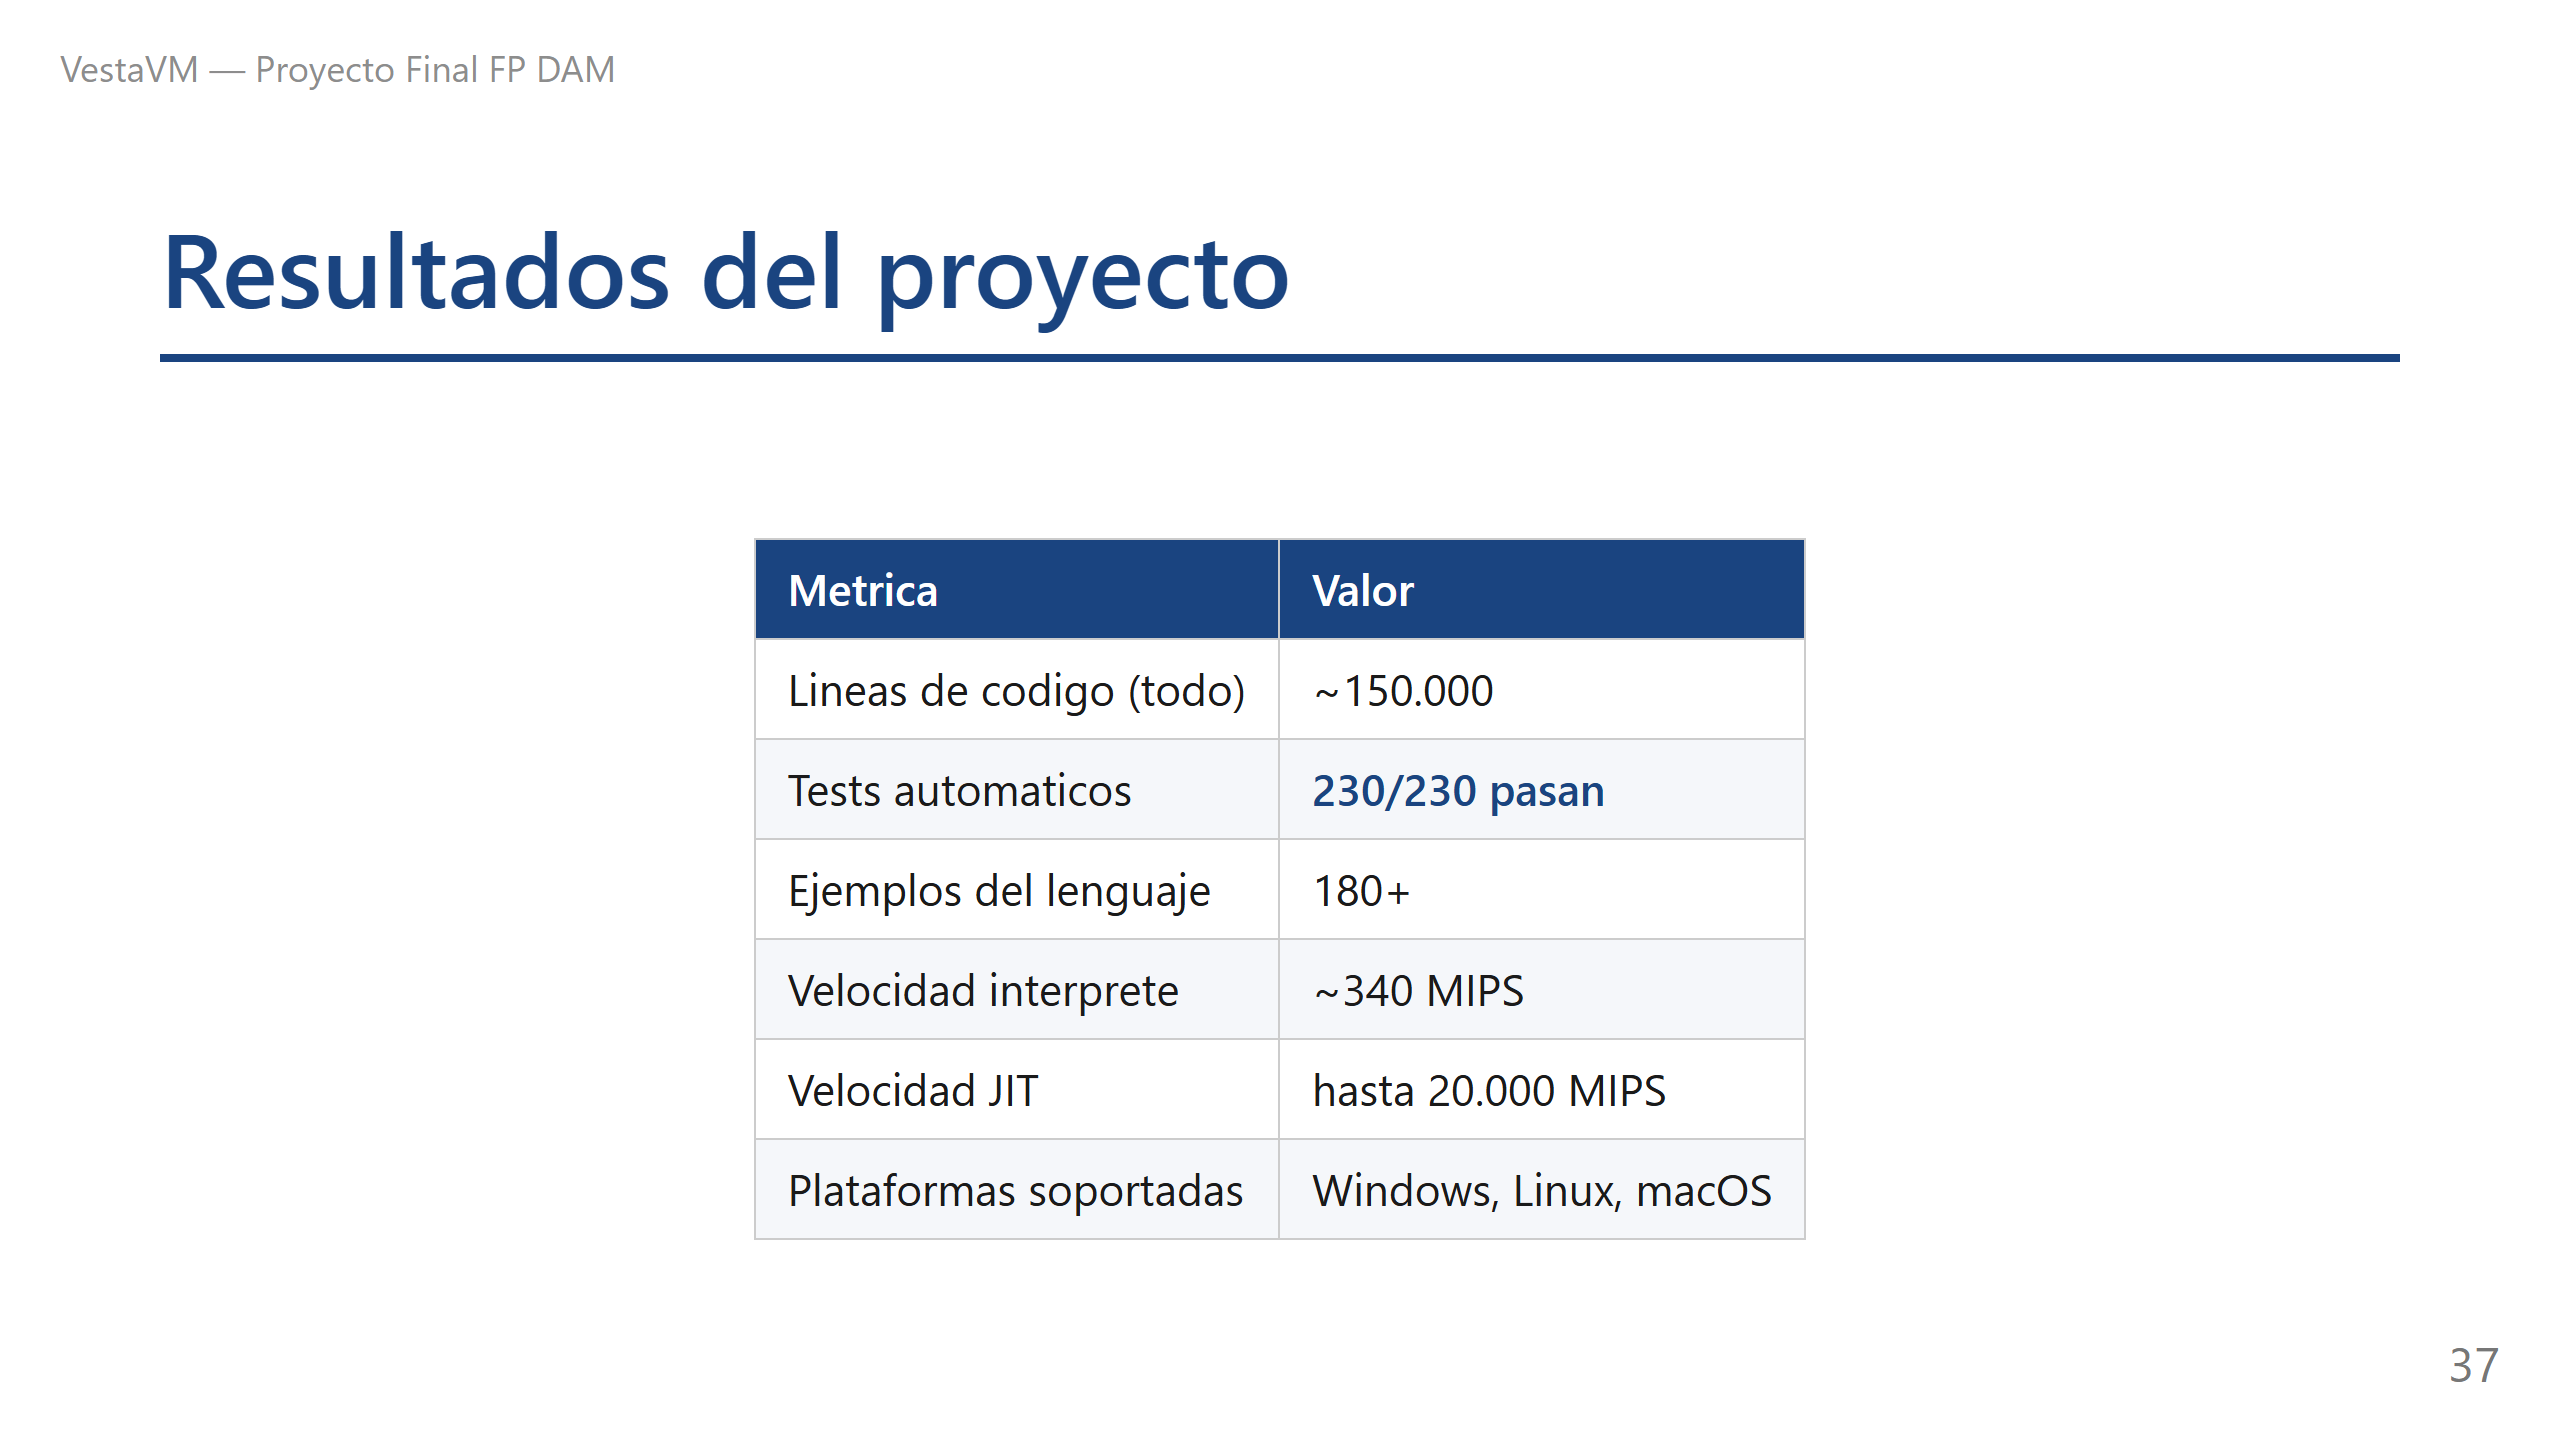 VestaVM — Proyecto Final FP DAM
Resultados del proyecto
Metrica Valor
Lineas de codigo (todo) ~150.000
Tests automaticos 230/230 pasan
Ejemplos del lenguaje 180+
Velocidad interprete ~340 MIPS
Velocidad JIT hasta 20.000 MIPS
Plataformas soportadas Windows, Linux, macOS
37